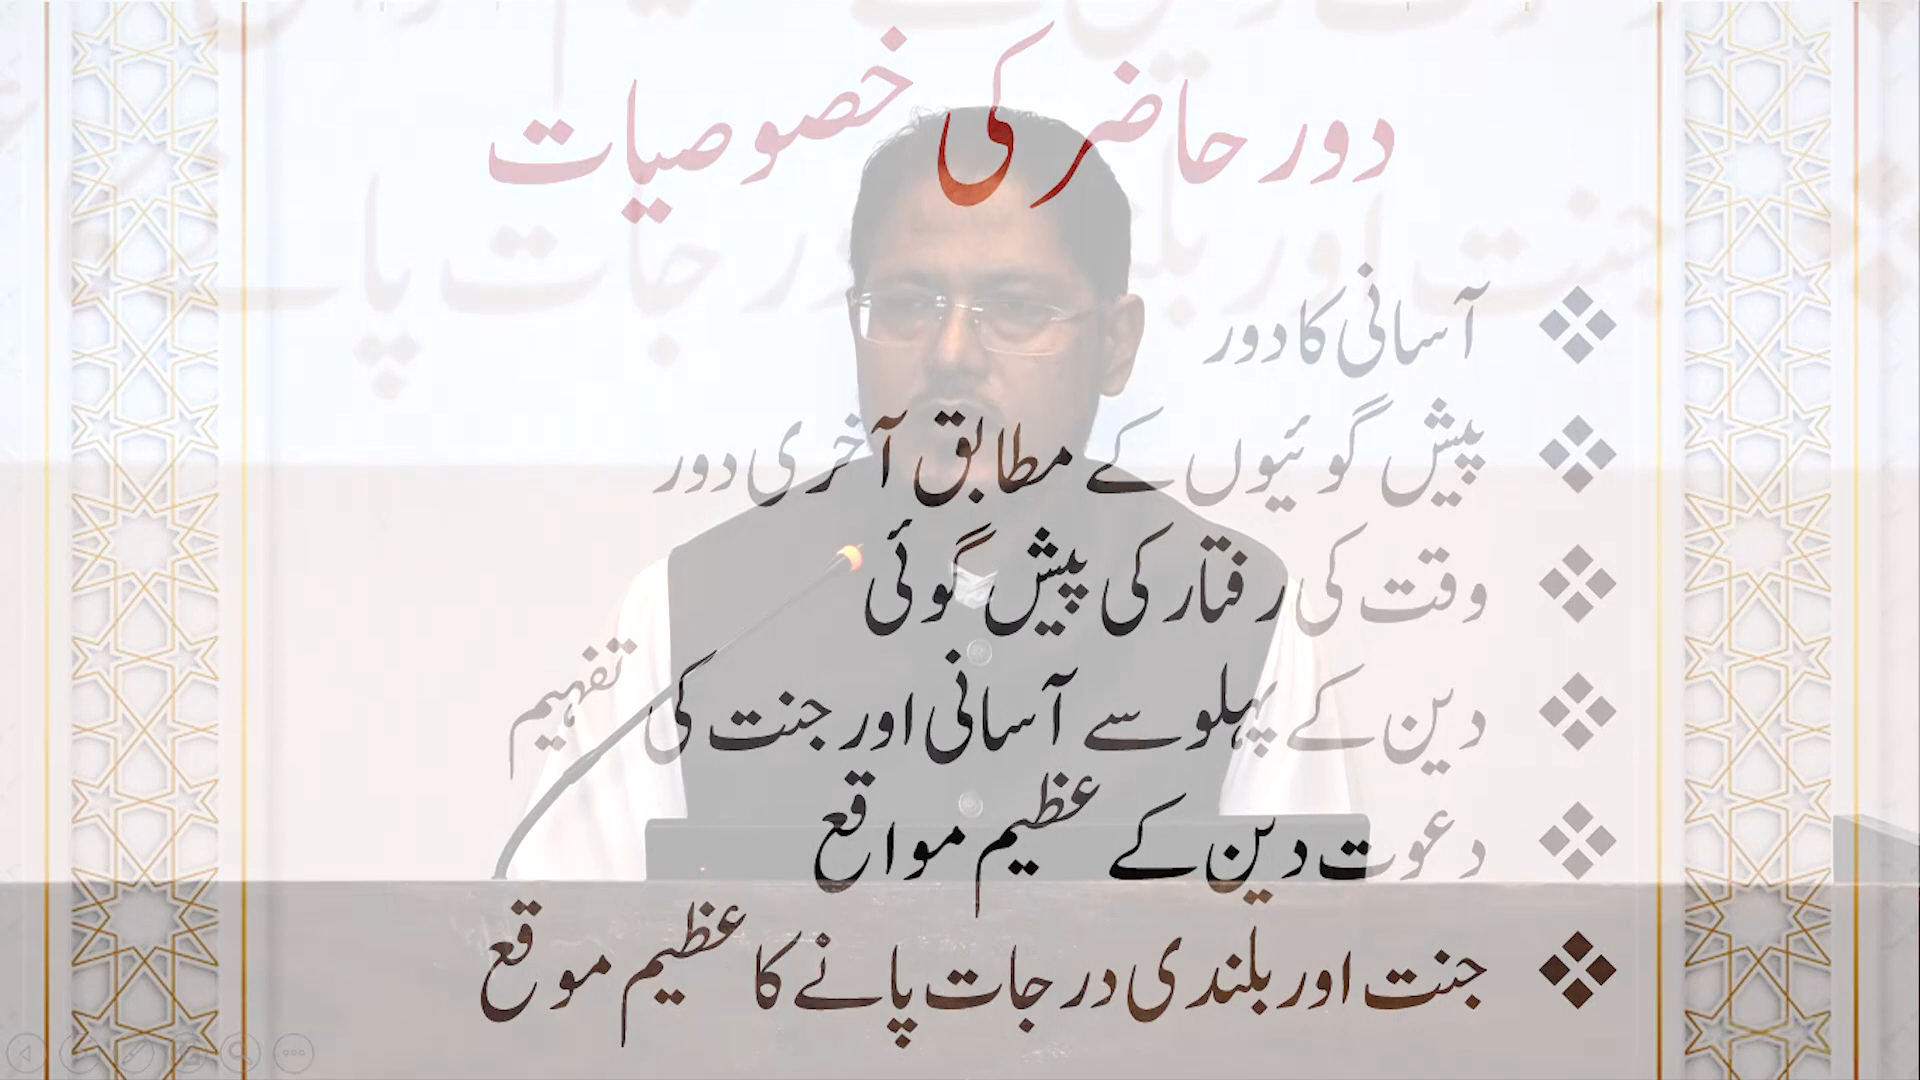 دور حاضر کی خصوصیات
آسانی کا دور
پیش گوئیوں کے مطابق آخری دور
وقت کی رفتار کی پیش گوئی
دین کے پہلو سے آسانی اور جنت کی تفہیم
دعوت دین کے عظیم مواقع
جنت اور بلندی درجات پانے کا عظیم موقع